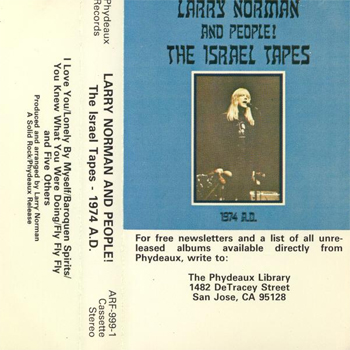 Phydeaux
Records
LARRY NORMAN AND PEOPLE!
The Israel Tapes - 1974 A.D.
I Love You/Lonely By Myself/Baroquen Spirits/
You Knew What You Were Doing/Fly Fly Fly
and Five Others
Produced and arranged by Larry Norman
A Solid Rock/Phydeaux Release
ARF-999-1
Cassette
Stereo
LARRY NORMAN
AND PEOPLE!
THE ISRAEL TAPES
1974 A.D.
For free newsletters and a list of all unre-
leased albums available directly from
Phydeaux, write to:
The Phydeaux Library
1482 DeTracey Street
San Jose, CA 95128